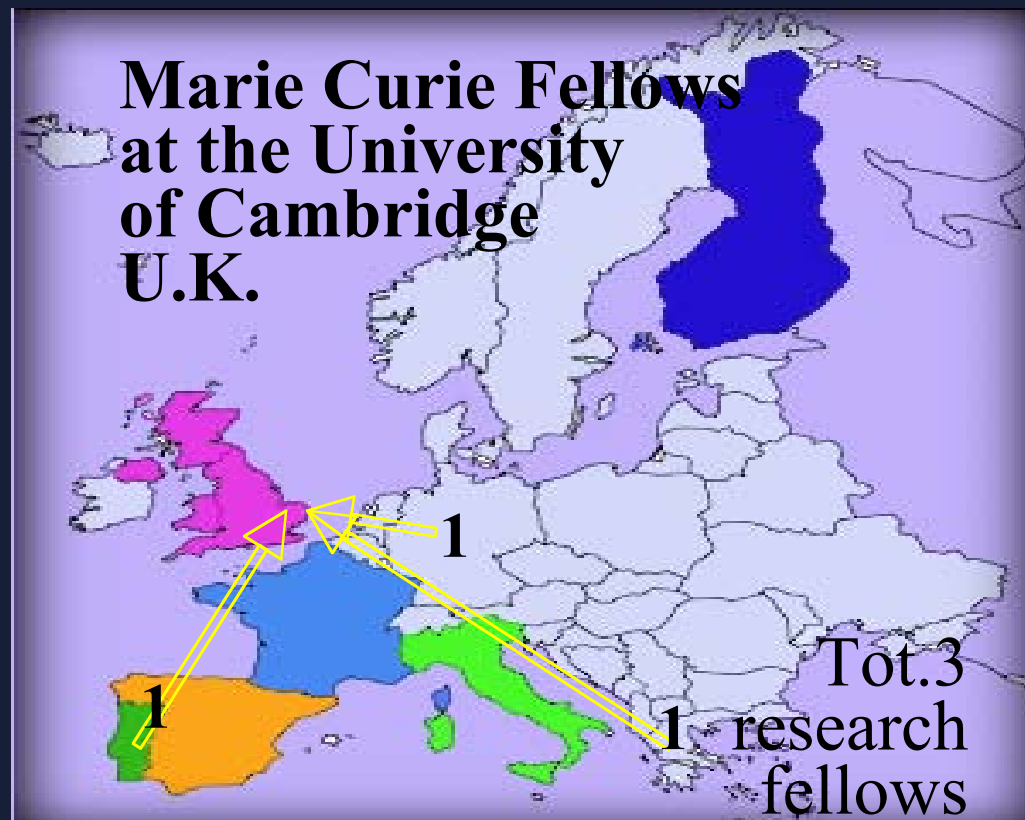 Marie Curie Fellows
at the University
of Cambridge
U.K.
1
1
1
Tot.3
research
fellows